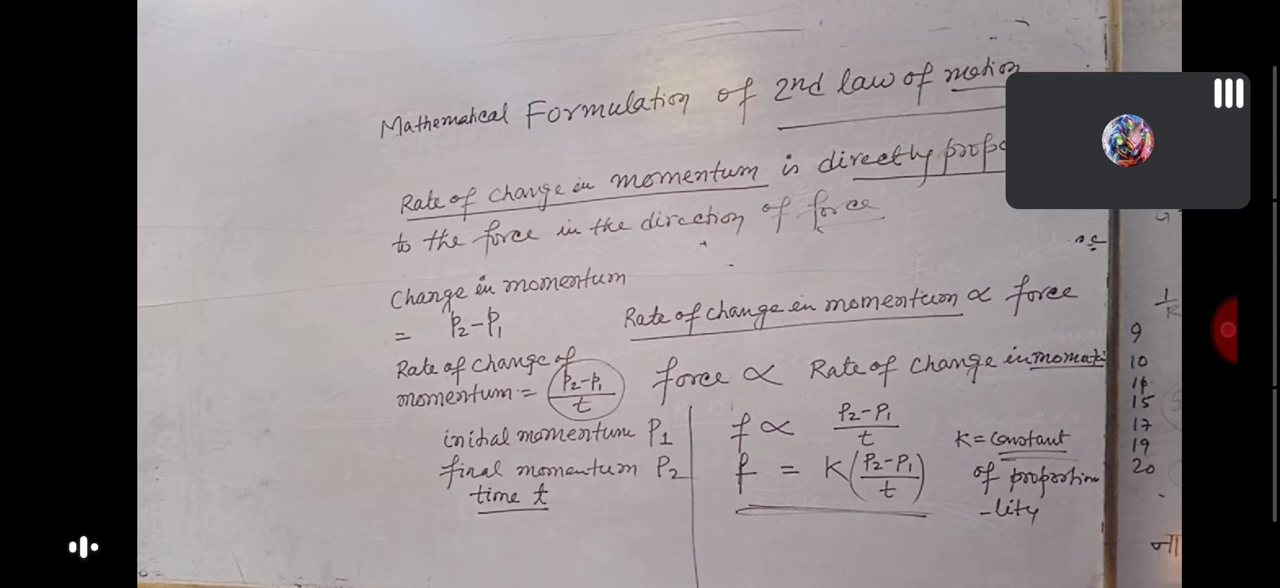 Mathematical Formulation of 2nd law of motion
Rate of change in momentum is directly propo
to the force in the direction of force
Change in momentum
= P2-P1
Rate of change in momentum ∝ force
Rate of change of
momentum = P2-P1/t
force ∝ Rate of change in momat
initial momentum P1
final momentum P2
time t
f ∝ P2-P1/t
f = K(P2-P1/t)
K = constant
of proportion
-lity
9
10
15
17
19
20